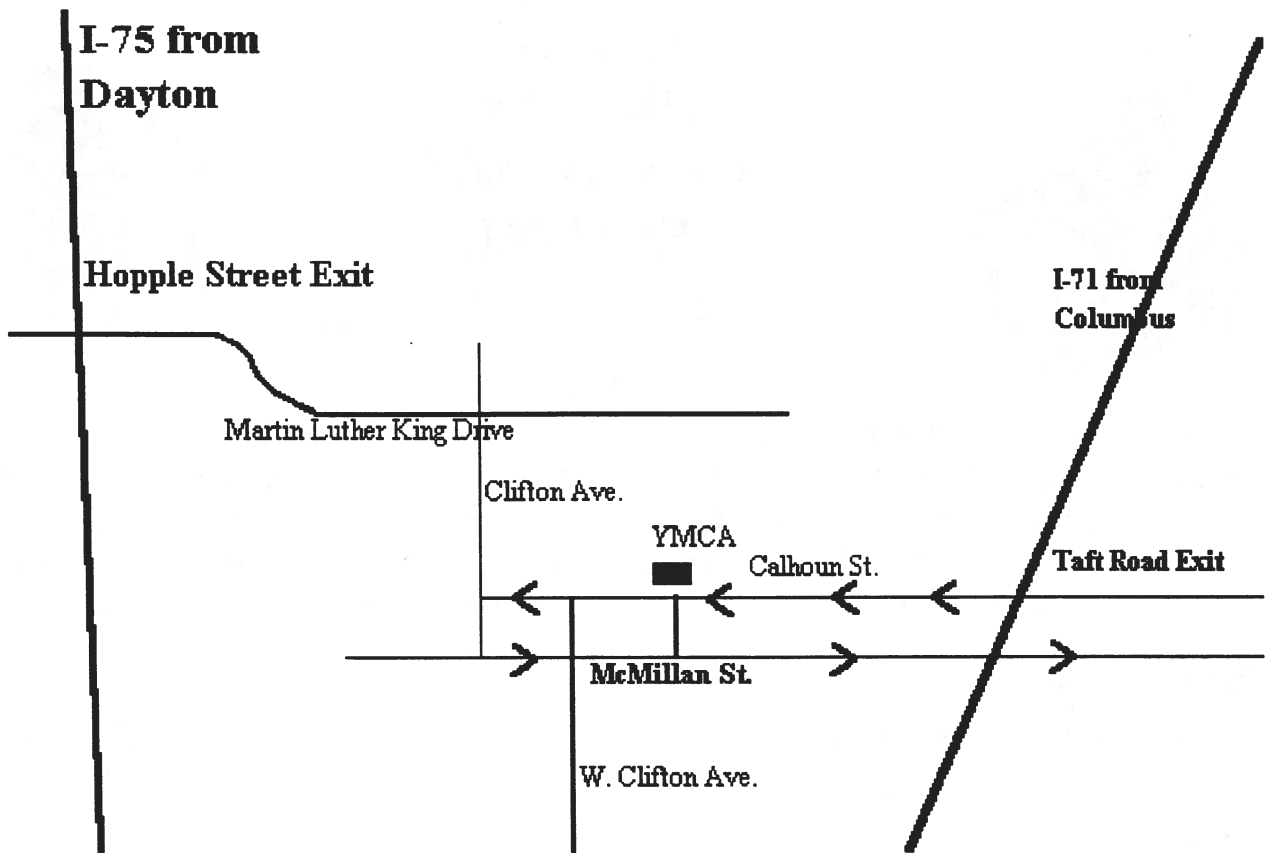 I-75 from
Dayton
Hopple Street Exit
I-71 from
Columbus
Martin Luther King Drive
Clifton Ave.
YMCA
Calhoun St.
Taft Road Exit
McMillan St.
W. Clifton Ave.